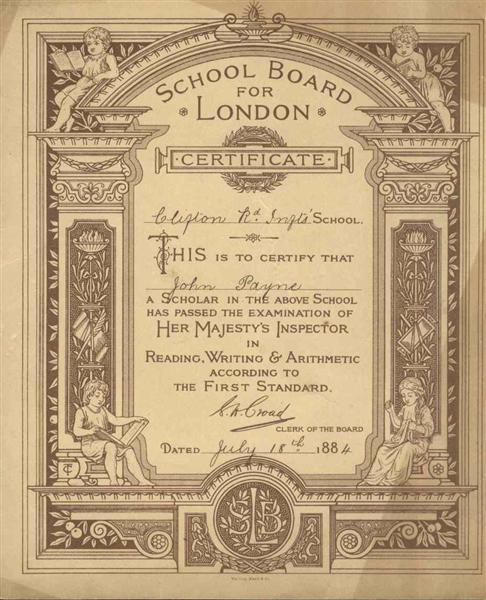 SCHOOL BOARD
FOR
LONDON
CERTIFICATE
Clifton Rd Infts' SCHOOL.
THIS IS TO CERTIFY THAT
John Payne
A SCHOLAR IN THE ABOVE SCHOOL
HAS PASSED THE EXAMINATION OF
HER MAJESTY'S INSPECTOR
IN
READING, WRITING & ARITHMETIC
ACCORDING TO
THE FIRST STANDARD.
CLERK OF THE BOARD
DATED July 18th 1884
SBL